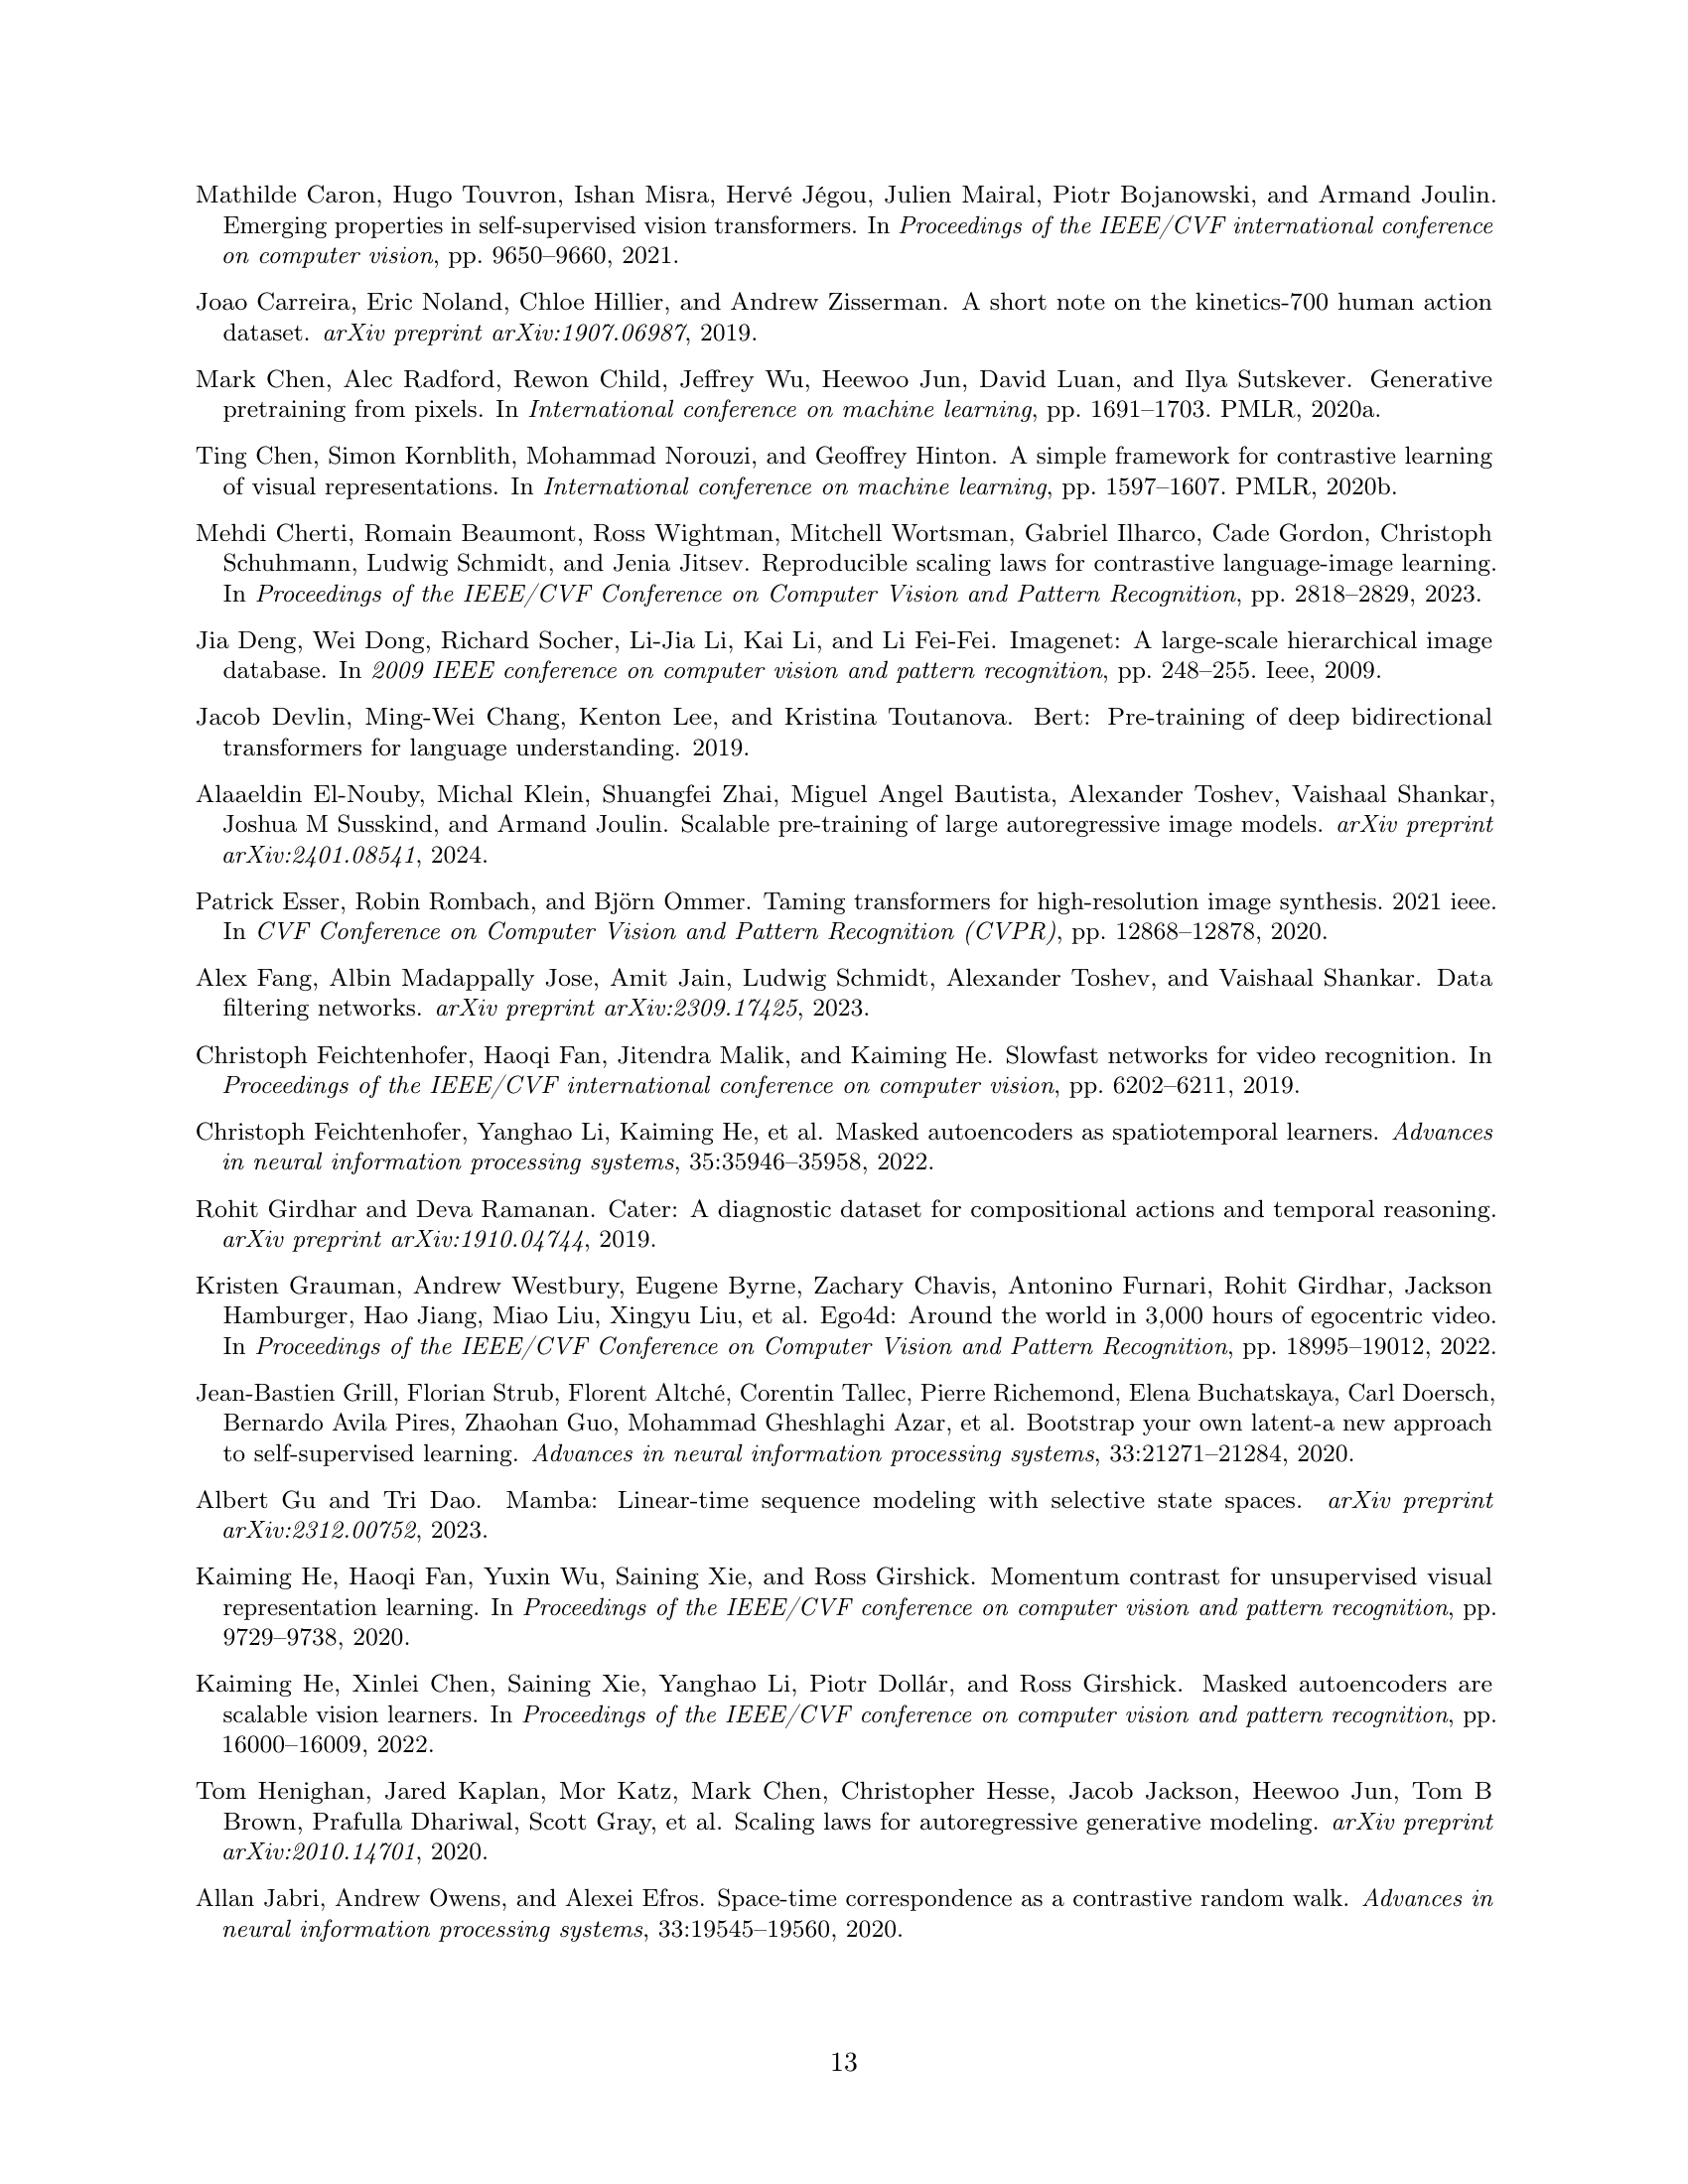 Mathilde Caron, Hugo Touvron, Ishan Misra, Hervé Jégou, Julien Mairal, Piotr Bojanowski, and Armand Joulin.
Emerging properties in self-supervised vision transformers. In Proceedings of the IEEE/CVF international conference
on computer vision, pp. 9650–9660, 2021.
Joao Carreira, Eric Noland, Chloe Hillier, and Andrew Zisserman. A short note on the kinetics-700 human action
dataset. arXiv preprint arXiv:1907.06987, 2019.
Mark Chen, Alec Radford, Rewon Child, Jeffrey Wu, Heewoo Jun, David Luan, and Ilya Sutskever. Generative
pretraining from pixels. In International conference on machine learning, pp. 1691–1703. PMLR, 2020a.
Ting Chen, Simon Kornblith, Mohammad Norouzi, and Geoffrey Hinton. A simple framework for contrastive learning
of visual representations. In International conference on machine learning, pp. 1597–1607. PMLR, 2020b.
Mehdi Cherti, Romain Beaumont, Ross Wightman, Mitchell Wortsman, Gabriel Ilharco, Cade Gordon, Christoph
Schuhmann, Ludwig Schmidt, and Jenia Jitsev. Reproducible scaling laws for contrastive language-image learning.
In Proceedings of the IEEE/CVF Conference on Computer Vision and Pattern Recognition, pp. 2818–2829, 2023.
Jia Deng, Wei Dong, Richard Socher, Li-Jia Li, Kai Li, and Li Fei-Fei. Imagenet: A large-scale hierarchical image
database. In 2009 IEEE conference on computer vision and pattern recognition, pp. 248–255. Ieee, 2009.
Jacob Devlin, Ming-Wei Chang, Kenton Lee, and Kristina Toutanova. Bert: Pre-training of deep bidirectional
transformers for language understanding. 2019.
Alaaeldin El-Nouby, Michal Klein, Shuangfei Zhai, Miguel Angel Bautista, Alexander Toshev, Vaishaal Shankar,
Joshua M Susskind, and Armand Joulin. Scalable pre-training of large autoregressive image models. arXiv preprint
arXiv:2401.08541, 2024.
Patrick Esser, Robin Rombach, and Björn Ommer. Taming transformers for high-resolution image synthesis. 2021 ieee.
In CVF Conference on Computer Vision and Pattern Recognition (CVPR), pp. 12868–12878, 2020.
Alex Fang, Albin Madappally Jose, Amit Jain, Ludwig Schmidt, Alexander Toshev, and Vaishaal Shankar. Data
filtering networks. arXiv preprint arXiv:2309.17425, 2023.
Christoph Feichtenhofer, Haoqi Fan, Jitendra Malik, and Kaiming He. Slowfast networks for video recognition. In
Proceedings of the IEEE/CVF international conference on computer vision, pp. 6202–6211, 2019.
Christoph Feichtenhofer, Yanghao Li, Kaiming He, et al. Masked autoencoders as spatiotemporal learners. Advances
in neural information processing systems, 35:35946–35958, 2022.
Rohit Girdhar and Deva Ramanan. Cater: A diagnostic dataset for compositional actions and temporal reasoning.
arXiv preprint arXiv:1910.04744, 2019.
Kristen Grauman, Andrew Westbury, Eugene Byrne, Zachary Chavis, Antonino Furnari, Rohit Girdhar, Jackson
Hamburger, Hao Jiang, Miao Liu, Xingyu Liu, et al. Ego4d: Around the world in 3,000 hours of egocentric video.
In Proceedings of the IEEE/CVF Conference on Computer Vision and Pattern Recognition, pp. 18995–19012, 2022.
Jean-Bastien Grill, Florian Strub, Florent Altché, Corentin Tallec, Pierre Richemond, Elena Buchatskaya, Carl Doersch,
Bernardo Avila Pires, Zhaohan Guo, Mohammad Gheshlaghi Azar, et al. Bootstrap your own latent-a new approach
to self-supervised learning. Advances in neural information processing systems, 33:21271–21284, 2020.
Albert Gu and Tri Dao. Mamba: Linear-time sequence modeling with selective state spaces. arXiv preprint
arXiv:2312.00752, 2023.
Kaiming He, Haoqi Fan, Yuxin Wu, Saining Xie, and Ross Girshick. Momentum contrast for unsupervised visual
representation learning. In Proceedings of the IEEE/CVF conference on computer vision and pattern recognition, pp.
9729–9738, 2020.
Kaiming He, Xinlei Chen, Saining Xie, Yanghao Li, Piotr Dollár, and Ross Girshick. Masked autoencoders are
scalable vision learners. In Proceedings of the IEEE/CVF conference on computer vision and pattern recognition, pp.
16000–16009, 2022.
Tom Henighan, Jared Kaplan, Mor Katz, Mark Chen, Christopher Hesse, Jacob Jackson, Heewoo Jun, Tom B
Brown, Prafulla Dhariwal, Scott Gray, et al. Scaling laws for autoregressive generative modeling. arXiv preprint
arXiv:2010.14701, 2020.
Allan Jabri, Andrew Owens, and Alexei Efros. Space-time correspondence as a contrastive random walk. Advances in
neural information processing systems, 33:19545–19560, 2020.
13